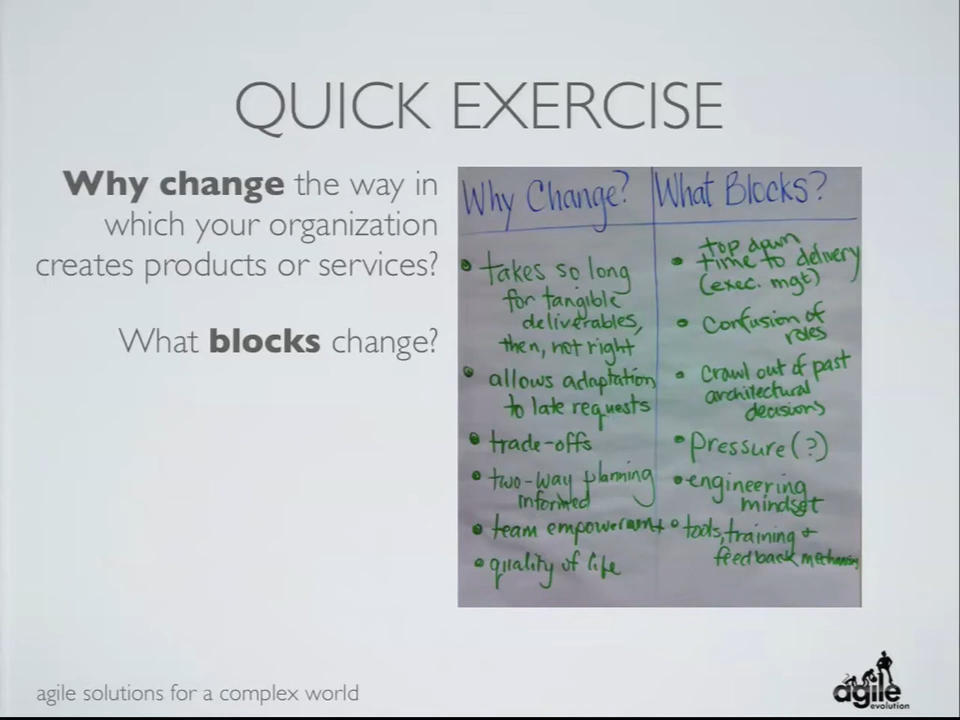 QUICK EXERCISE
Why change the way in
which your organization
creates products or services?
What blocks change?
Why Change?
• takes so long
for tangible
deliverables,
then, not right
• allows adaptation
to late requests
• trade-offs
• two-way planning
informed
• team empowerment
• quality of life
What Blocks?
• top down
time to delivery
(exec. mgt)
• Confusion of
roles
• Crawl out of past
architectural
decisions
• Pressure (?)
• engineering
mindset
• tools, training +
feedback mechanisms
agile solutions for a complex world
agile
evolution